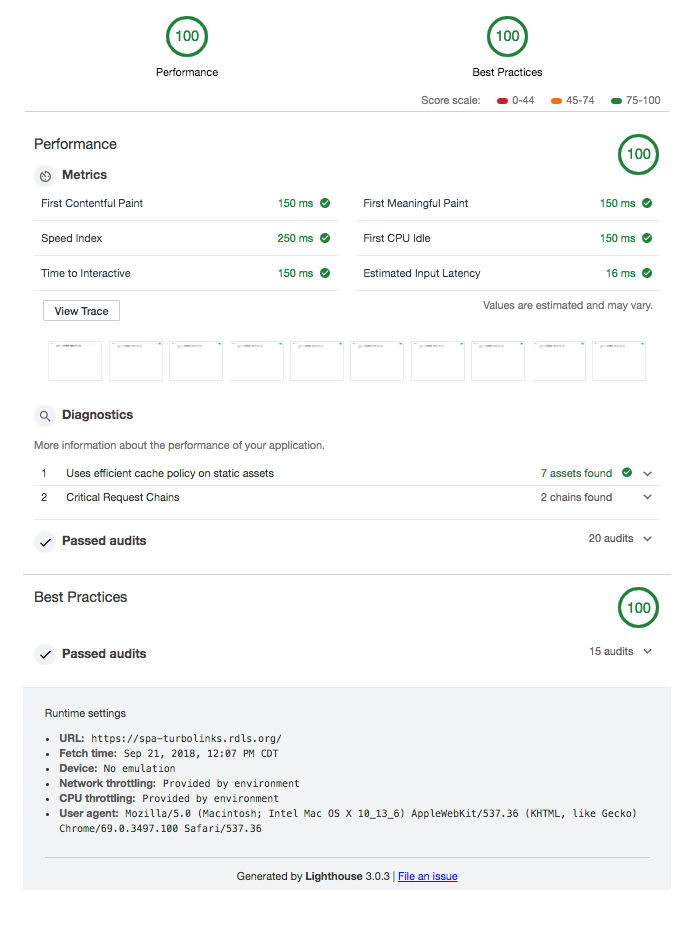 100 100
Performance Best Practices
Score scale: 0-44 45-74 75-100
Performance 100
Metrics
First Contentful Paint 150 ms First Meaningful Paint 150 ms
Speed Index 250 ms First CPU Idle 150 ms
Time to Interactive 150 ms Estimated Input Latency 16 ms
View Trace Values are estimated and may vary.
Diagnostics
More information about the performance of your application.
1 Uses efficient cache policy on static assets 7 assets found
2 Critical Request Chains 2 chains found
Passed audits 20 audits
Best Practices 100
Passed audits 15 audits
Runtime settings
• URL: https://spa-turbolinks.rdls.org/
• Fetch time: Sep 21, 2018, 12:07 PM CDT
• Device: No emulation
• Network throttling: Provided by environment
• CPU throttling: Provided by environment
• User agent: Mozilla/5.0 (Macintosh; Intel Mac OS X 10_13_6) AppleWebKit/537.36 (KHTML, like Gecko)
Chrome/69.0.3497.100 Safari/537.36
Generated by Lighthouse 3.0.3 | File an issue